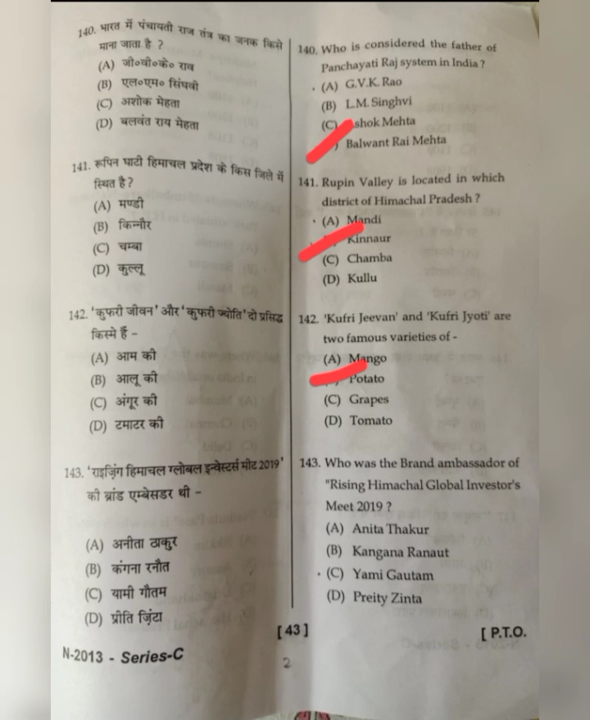 140. भारत में पंचायती राज तंत्र का जनक किसे
माना जाता है ?
(A) जी०वी०के० राव
(B) एल०एम० सिंघवी
(C) अशोक मेहता
(D) बलवंत राय मेहता
141. रूपिन घाटी हिमाचल प्रदेश के किस जिले में
स्थित है?
(A) मण्डी
(B) किन्नौर
(C) चम्बा
(D) कुल्लू
142. 'कुफरी जीवन' और 'कुफरी ज्योति' दो प्रसिद्ध
किस्मे हैं –
(A) आम की
(B) आलू की
(C) अंगूर की
(D) टमाटर की
143. 'राइज़िंग हिमाचल ग्लोबल इन्वेस्टर्स मीट 2019'
की ब्रांड एम्बेसडर थी –
(A) अनीता ठाकुर
(B) कंगना रनौत
(C) यामी गौतम
(D) प्रीति ज़िंटा
140. Who is considered the father of
Panchayati Raj system in India ?
(A) G.V.K. Rao
(B) L.M. Singhvi
(C) Ashok Mehta
) Balwant Rai Mehta
141. Rupin Valley is located in which
district of Himachal Pradesh ?
(A) Mandi
Kinnaur
(C) Chamba
(D) Kullu
142. 'Kufri Jeevan' and 'Kufri Jyoti' are
two famous varieties of -
(A) Mango
) Potato
(C) Grapes
(D) Tomato
143. Who was the Brand ambassador of
"Rising Himachal Global Investor's
Meet 2019 ?
(A) Anita Thakur
(B) Kangana Ranaut
(C) Yami Gautam
(D) Preity Zinta
[ 43 ]
[ P.T.O.
N-2013 - Series-C
2